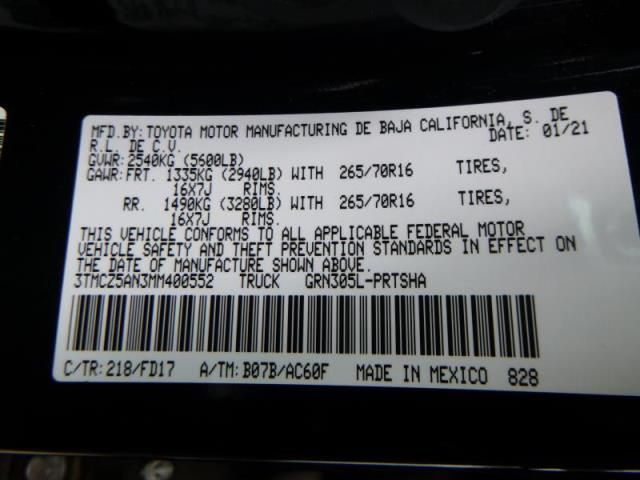 MFD.BY:TOYOTA MOTOR MANUFACTURING DE BAJA CALIFORNIA, S. DE
R.L. DE C.V. DATE: 01/21
GVWR:2540KG (5600LB)
GAWR:FRT. 1335KG (2940LB) WITH 265/70R16 TIRES,
16X7J RIMS.
RR. 1490KG (3280LB) WITH 265/70R16 TIRES,
16X7J RIMS.
THIS VEHICLE CONFORMS TO ALL APPLICABLE FEDERAL MOTOR
VEHICLE SAFETY AND THEFT PREVENTION STANDARDS IN EFFECT ON
THE DATE OF MANUFACTURE SHOWN ABOVE.
3TMCZ5AN3MM400552 TRUCK GRN305L-PRTSHA
C/TR:218/FD17 A/TM:B07B/AC60F MADE IN MEXICO 828